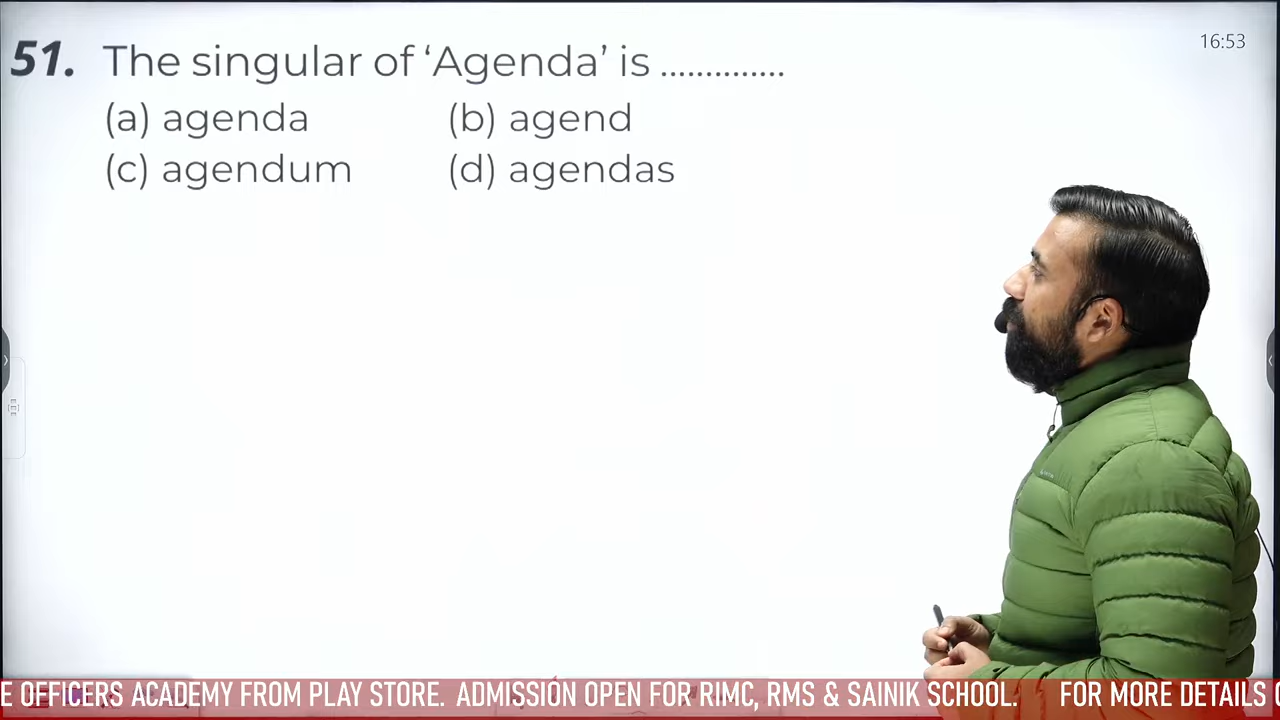 16:53
51. The singular of ‘Agenda’ is ..............
(a) agenda (b) agend
(c) agendum (d) agendas
E OFFICERS ACADEMY FROM PLAY STORE. ADMISSION OPEN FOR RIMC, RMS & SAINIK SCHOOL. FOR MORE DETAILS